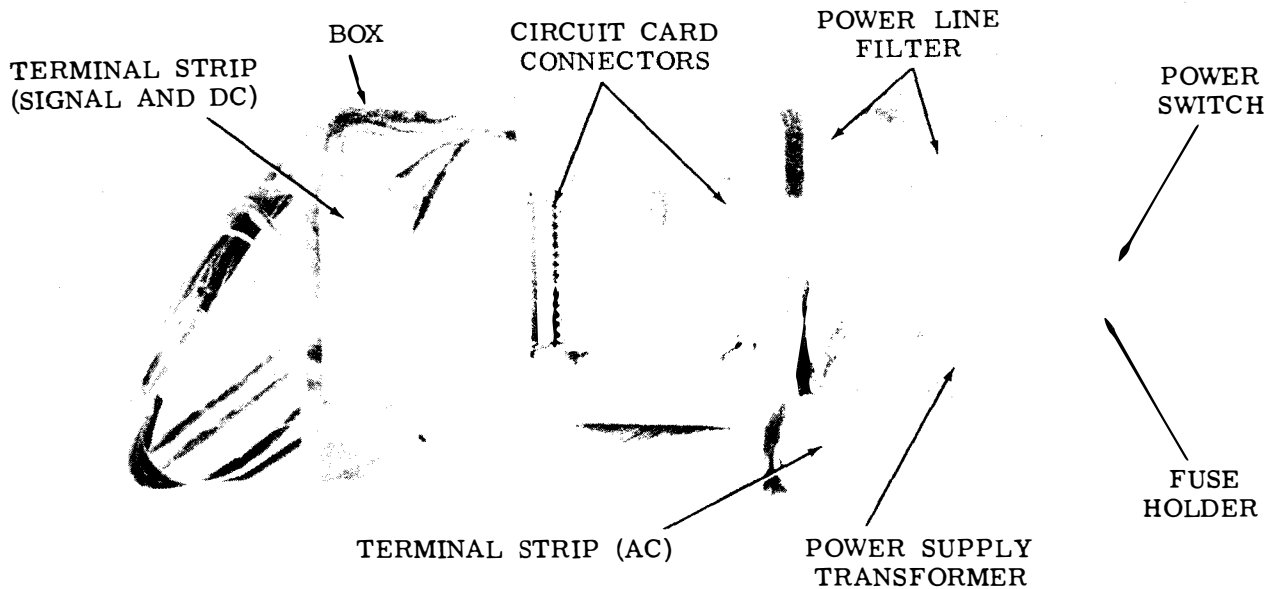 BOX
CIRCUIT CARD
CONNECTORS
POWER LINE
FILTER
TERMINAL STRIP
(SIGNAL AND DC)
POWER
SWITCH
TERMINAL STRIP (AC)
POWER SUPPLY
TRANSFORMER
FUSE
HOLDER